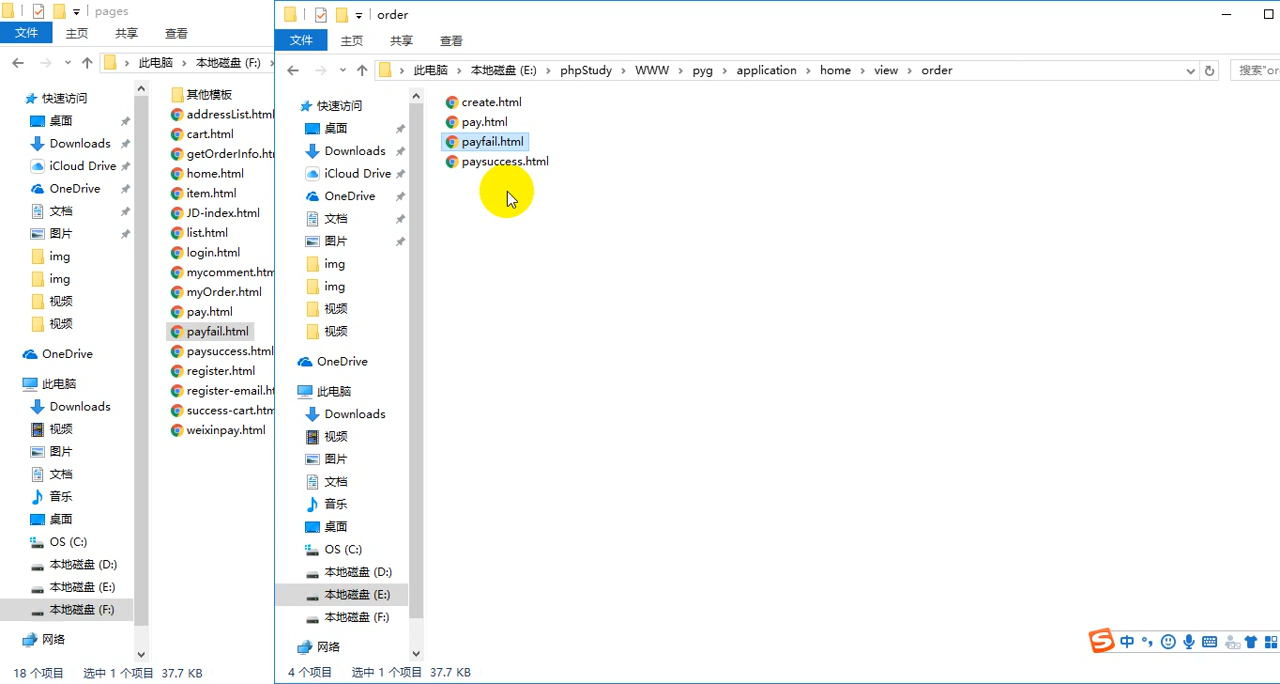 pages
文件 主页 共享 查看
此电脑 本地磁盘 (F:)
快速访问
桌面
Downloads
iCloud Drive
OneDrive
文档
图片
img
img
视频
视频
OneDrive
此电脑
Downloads
视频
图片
文档
音乐
桌面
OS (C:)
本地磁盘 (D:)
本地磁盘 (E:)
本地磁盘 (F:)
网络
其他模板
addressList.html
cart.html
getOrderInfo.htm
home.html
item.html
JD-index.html
list.html
login.html
mycomment.htm
myOrder.html
pay.html
payfail.html
paysuccess.html
register.html
register-email.ht
success-cart.htm
weixinpay.html
18 个项目 选中 1 个项目 37.7 KB
order
文件 主页 共享 查看
此电脑 本地磁盘 (E:) phpStudy WWW pyg application home view order
搜索"or
快速访问
桌面
Downloads
iCloud Drive
OneDrive
文档
图片
img
img
视频
视频
OneDrive
此电脑
Downloads
视频
图片
文档
音乐
桌面
OS (C:)
本地磁盘 (D:)
本地磁盘 (E:)
本地磁盘 (F:)
网络
create.html
pay.html
payfail.html
paysuccess.html
4 个项目 选中 1 个项目 37.7 KB
S 中